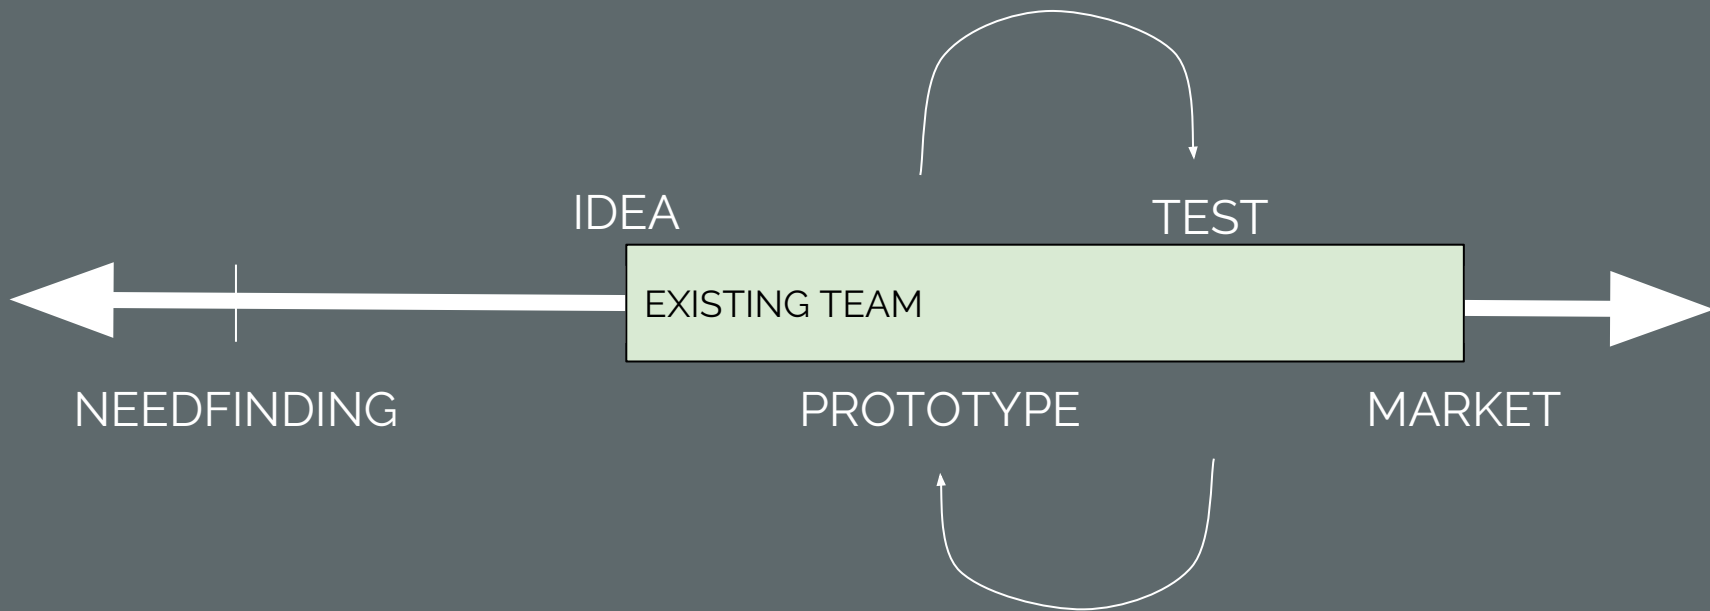 IDEA
TEST
EXISTING TEAM
NEEDFINDING
PROTOTYPE
MARKET